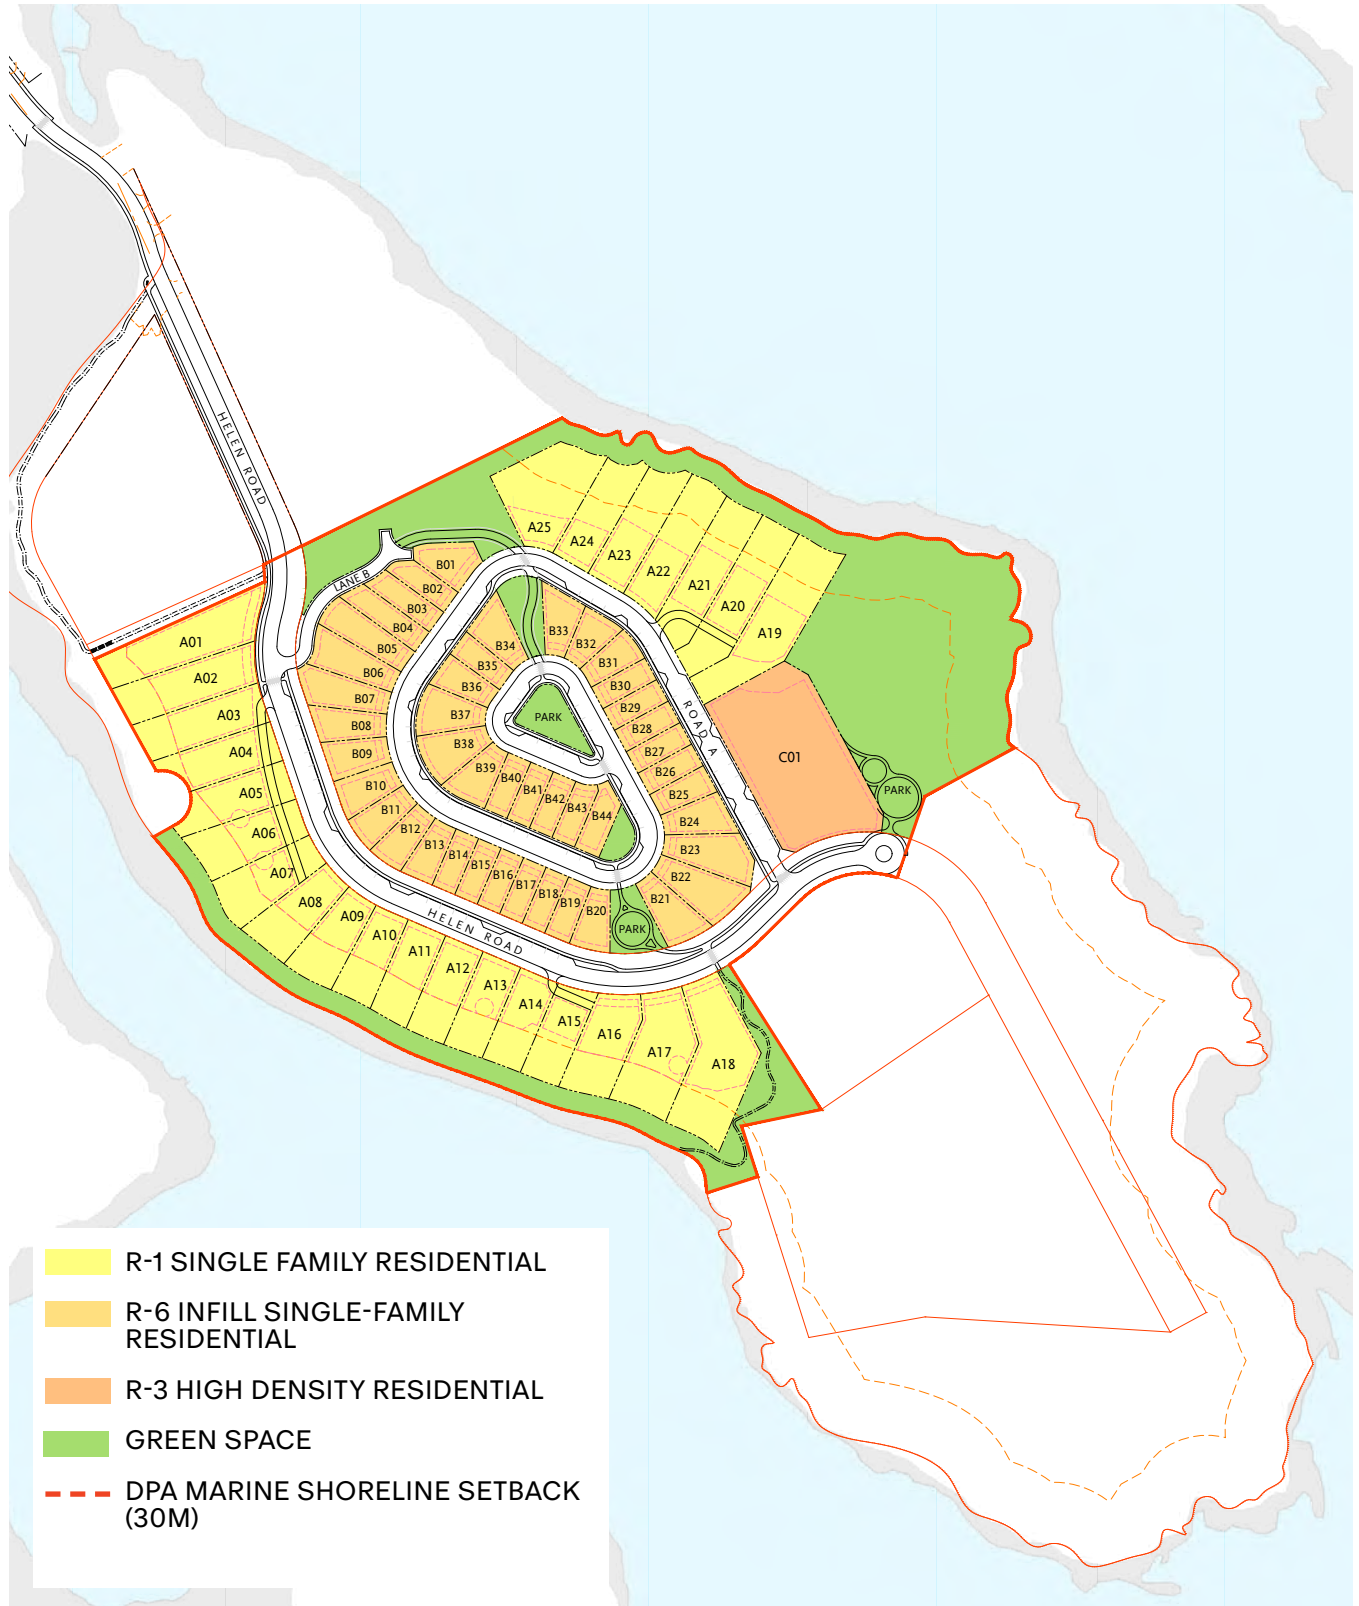 HELEN ROAD
A25
A24
A23
A22
A21
A20
A19
B01
B02
B03
B04
B05
B06
B07
B08
B09
B10
B11
B12
B13
B14
B15
B16
B17
B18
B19
B20
LANE B
A01
A02
A03
A04
A05
A06
A07
A08
A09
A10
A11
A12
A13
A14
A15
A16
A17
A18
B33
B32
B31
B30
B29
B28
B27
B26
B25
B24
B23
B22
B21
B34
B35
B36
B37
B38
B39
B40
B41
B42
B43
B44
PARK
ROAD A
C01
PARK
PARK
HELEN ROAD
R-1 SINGLE FAMILY RESIDENTIAL
R-6 INFILL SINGLE-FAMILY
RESIDENTIAL
R-3 HIGH DENSITY RESIDENTIAL
GREEN SPACE
DPA MARINE SHORELINE SETBACK
(30M)